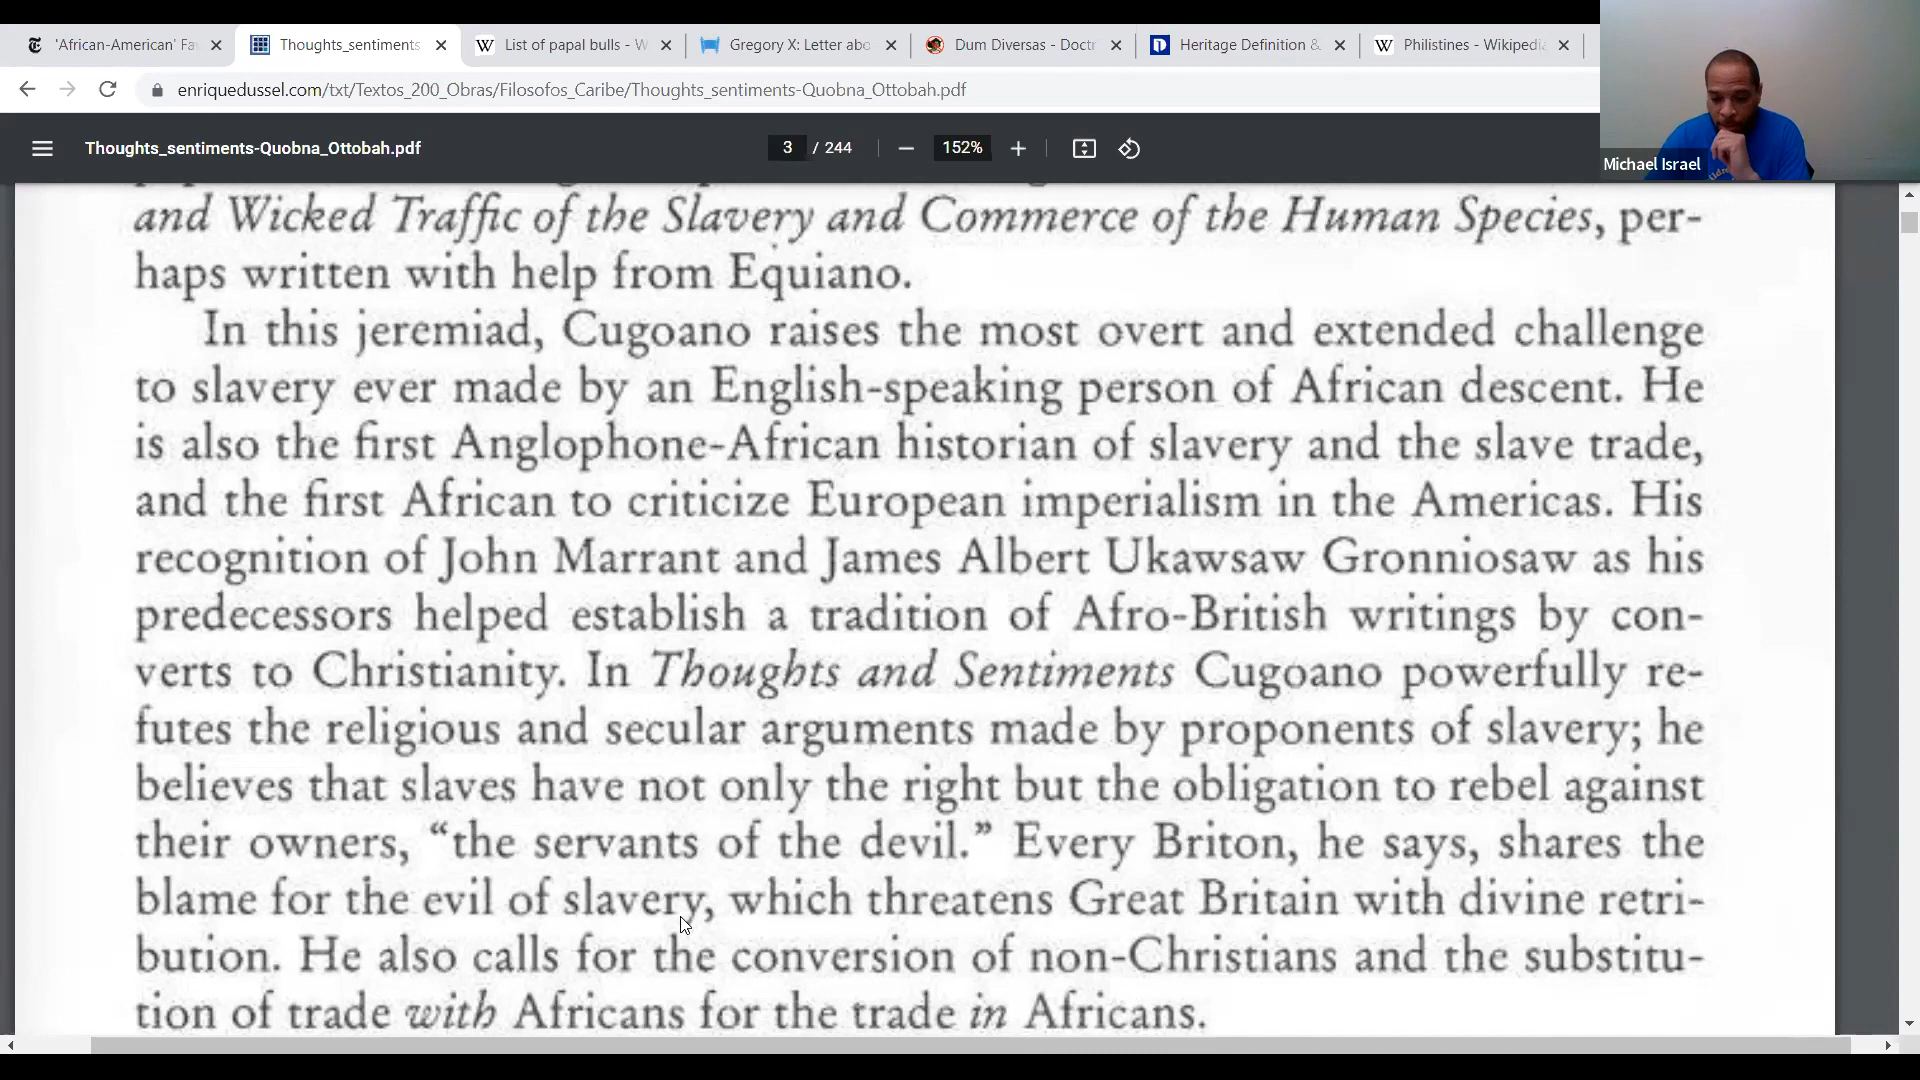 'African-American' Fa
Thoughts_sentiments
List of papal bulls - W
Gregory X: Letter abo
Dum Diversas - Doctr
Heritage Definition &
Philistines - Wikipedia
enriquedussel.com/txt/Textos_200_Obras/Filosofos_Caribe/Thoughts_sentiments-Quobna_Ottobah.pdf
Thoughts_sentiments-Quobna_Ottobah.pdf
3 / 244
152%
Michael Israel
and Wicked Traffic of the Slavery and Commerce of the Human Species, per-
haps written with help from Equiano.
In this jeremiad, Cugoano raises the most overt and extended challenge
to slavery ever made by an English-speaking person of African descent. He
is also the first Anglophone-African historian of slavery and the slave trade,
and the first African to criticize European imperialism in the Americas. His
recognition of John Marrant and James Albert Ukawsaw Gronniosaw as his
predecessors helped establish a tradition of Afro-British writings by con-
verts to Christianity. In Thoughts and Sentiments Cugoano powerfully re-
futes the religious and secular arguments made by proponents of slavery; he
believes that slaves have not only the right but the obligation to rebel against
their owners, “the servants of the devil.” Every Briton, he says, shares the
blame for the evil of slavery, which threatens Great Britain with divine retri-
bution. He also calls for the conversion of non-Christians and the substitu-
tion of trade with Africans for the trade in Africans.